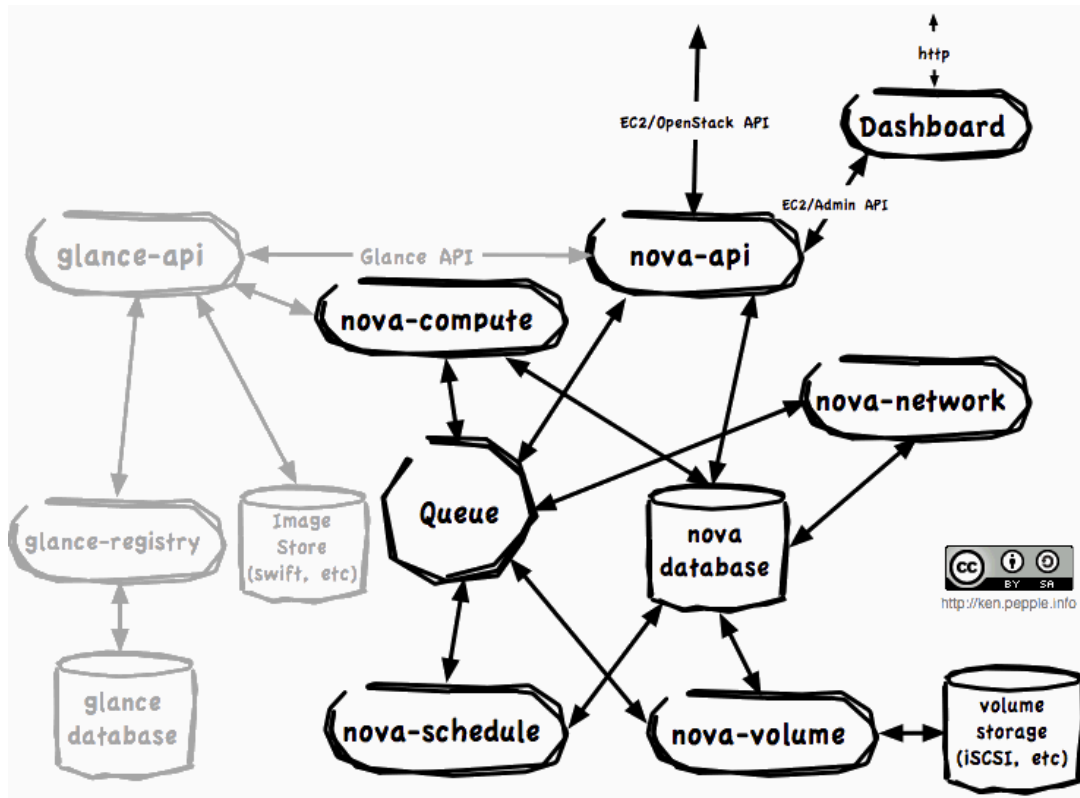 http
EC2/OpenStack API
Dashboard
EC2/Admin API
glance-api
Glance API
nova-api
nova-compute
nova-network
Queue
Image
Store
(swift, etc)
nova
database
glance-registry
cc
BY SA
http://ken.pepple.info
glance
database
nova-schedule
nova-volume
volume
storage
(iSCSI, etc)